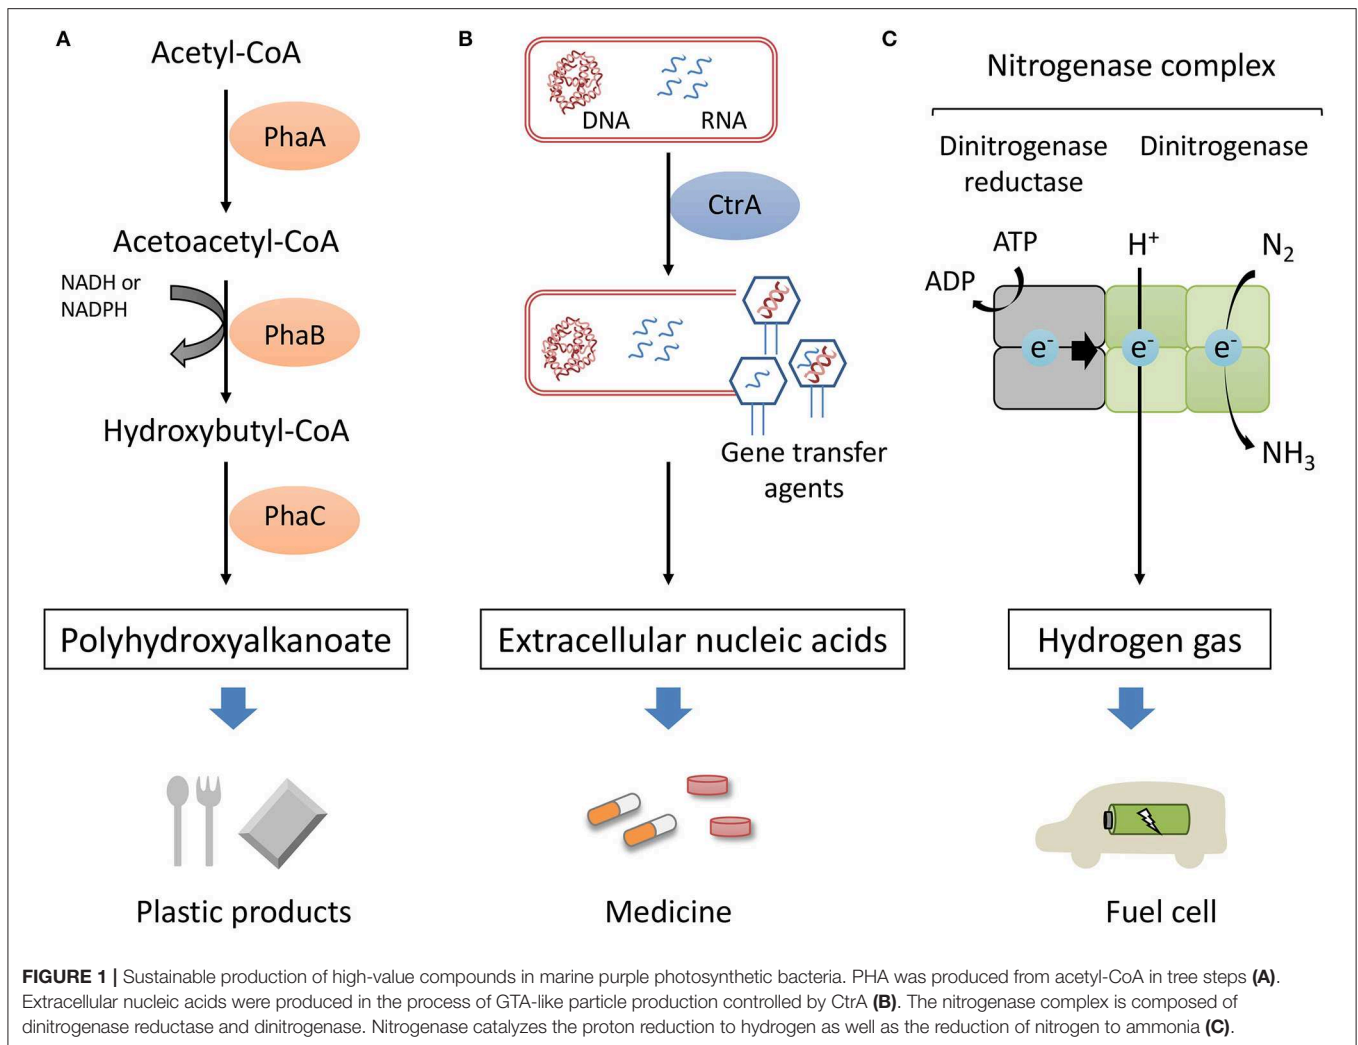 A
Acetyl-CoA
PhaA
Acetoacetyl-CoA
NADH or
NADPH
PhaB
Hydroxybutyl-CoA
PhaC
Polyhydroxyalkanoate
Plastic products
B
DNA
RNA
CtrA
Gene transfer
agents
Extracellular nucleic acids
Medicine
C
Nitrogenase complex
Dinitrogenase
reductase
Dinitrogenase
ATP
ADP
H⁺
N₂
e⁻
e⁻
e⁻
NH₃
Hydrogen gas
Fuel cell
FIGURE 1 | Sustainable production of high-value compounds in marine purple photosynthetic bacteria. PHA was produced from acetyl-CoA in tree steps (A).
Extracellular nucleic acids were produced in the process of GTA-like particle production controlled by CtrA (B). The nitrogenase complex is composed of
dinitrogenase reductase and dinitrogenase. Nitrogenase catalyzes the proton reduction to hydrogen as well as the reduction of nitrogen to ammonia (C).